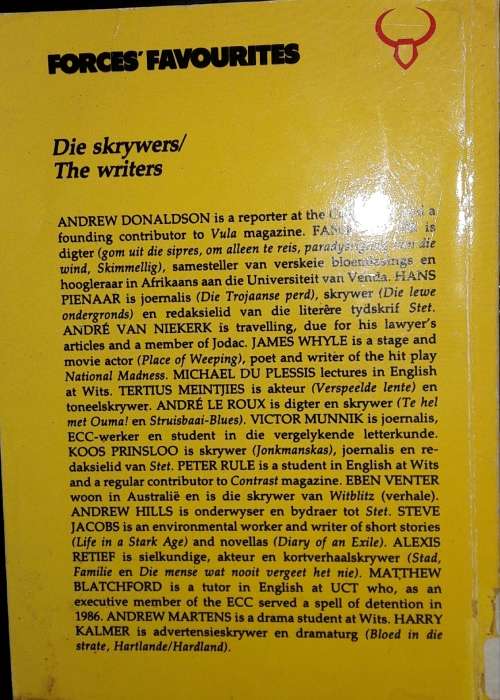 FORCES' FAVOURITES
Die skrywers/
The writers
ANDREW DONALDSON is a reporter at the a
founding contributor to Vula magazine. is
digter (gom uit die sipres, om alleen te reis, die
wind, Skimmellig), samesteller van verskeie bloemlesings en
hoogleraar in Afrikaans aan die Universiteit van Venda. HANS
PIENAAR is joernalis (Die Trojaanse perd), skrywer (Die lewe
ondergronds) en redaksielid van die literêre tydskrif Stet.
ANDRÉ VAN NIEKERK is travelling, due for his lawyer's
articles and a member of Jodac. JAMES WHYLE is a stage and
movie actor (Place of Weeping), poet and writer of the hit play
National Madness. MICHAEL DU PLESSIS lectures in English
at Wits. TERTIUS MEINTJIES is akteur (Verspeelde lente) en
toneelskrywer. ANDRÉ LE ROUX is digter en skrywer (Te hel
met Ouma! en Struisbaai-Blues). VICTOR MUNNIK is joernalis,
ECC-werker en student in die vergelykende letterkunde.
KOOS PRINSLOO is skrywer (Jonkmanskas), joernalis en re-
daksielid van Stet. PETER RULE is a student in English at Wits
and a regular contributor to Contrast magazine. EBEN VENTER
woon in Australië en is die skrywer van Witblitz (verhale).
ANDREW HILLS is onderwyser en bydraer tot Stet. STEVE
JACOBS is an environmental worker and writer of short stories
(Life in a Stark Age) and novellas (Diary of an Exile). ALEXIS
RETIEF is sielkundige, akteur en kortverhaalskrywer (Stad,
Familie en Die mense wat nooit vergeet het nie). MATTHEW
BLATCHFORD is a tutor in English at UCT who, as an
executive member of the ECC served a spell of detention in
1986. ANDREW MARTENS is a drama student at Wits. HARRY
KALMER is advertensieskrywer en dramaturg (Bloed in die
strate, Hartlande/Hardland).